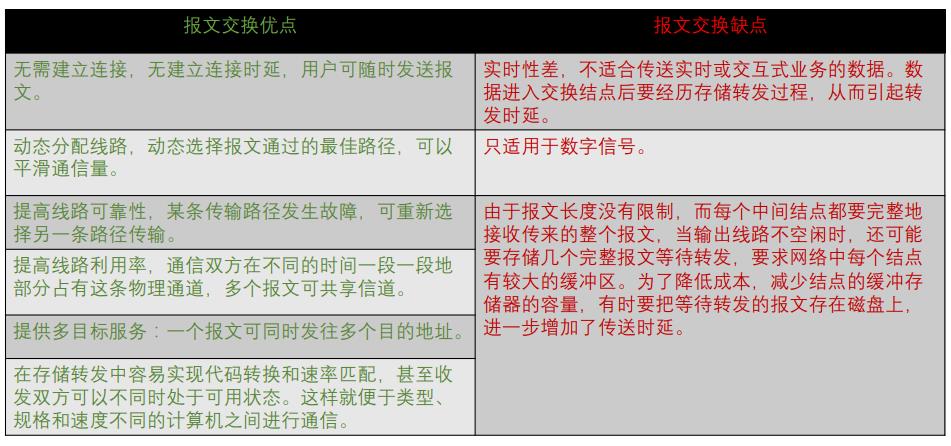 报文交换优点
报文交换缺点
无需建立连接，无建立连接时延，用户可随时发送报
文。
实时性差，不适合传送实时或交互式业务的数据。数
据进入交换结点后要经历存储转发过程，从而引起转
发时延。
动态分配线路，动态选择报文通过的最佳路径，可以
平滑通信量。
只适用于数字信号。
提高线路可靠性，某条传输路径发生故障，可重新选
择另一条路径传输。
提高线路利用率，通信双方在不同的时间一段一段地
部分占有这条物理通道，多个报文可共享信道。
提供多目标服务：一个报文可同时发往多个目的地址。
在存储转发中容易实现代码转换和速率匹配，甚至收
发双方可以不同时处于可用状态。这样就便于类型、
规格和速度不同的计算机之间进行通信。
由于报文长度没有限制，而每个中间结点都要完整地
接收传来的整个报文，当输出线路不空闲时，还可能
要存储几个完整报文等待转发，要求网络中每个结点
有较大的缓冲区。为了降低成本，减少结点的缓冲存
储器的容量，有时要把等待转发的报文存在磁盘上，
进一步增加了传送时延。